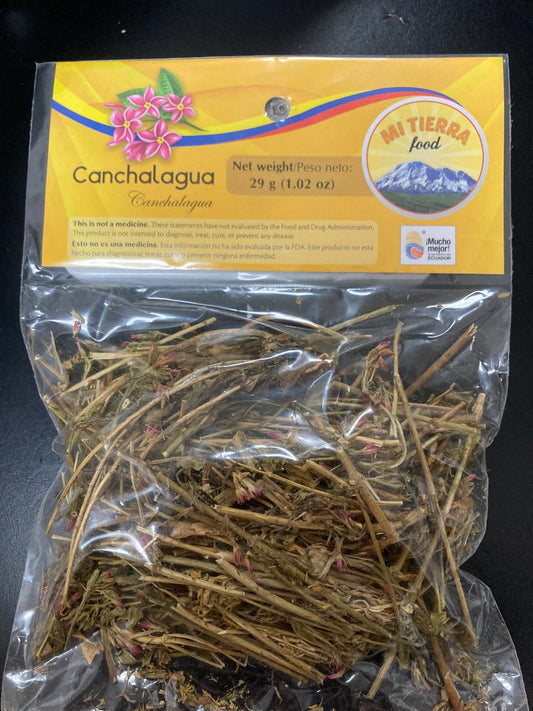 MI TIERRA
food
Canchalagua
Canchalagua
Net weight/Peso neto:
29 g (1.02 oz)
This is not a medicine. These statements have not evaluated by the Food and Drug Administration.
This product is not intended to diagnose, treat, cure, or prevent any disease.
Esto no es una medicina. Esta información no ha sido evaluada por la FDA. Este producto no esta
hecho para diagnosticar, tratar, curar o prevenir ninguna enfermedad.
¡Mucho
mejor!
ECUADOR